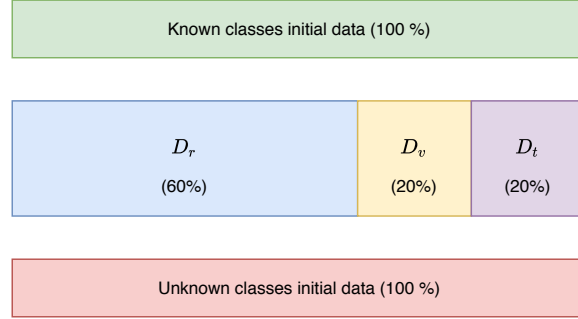 Known classes initial data (100 %)
D_r D_v D_t
(60%) (20%) (20%)
Unknown classes initial data (100 %)